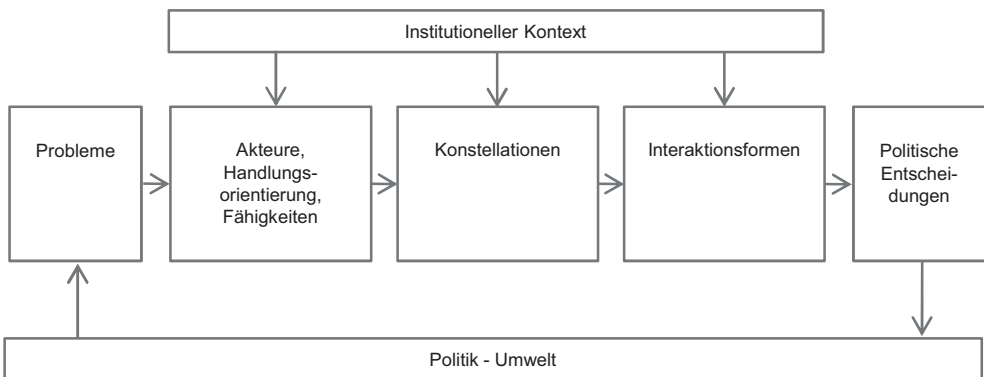 Institutioneller Kontext
Probleme
Akteure,
Handlungs-
orientierung,
Fähigkeiten
Konstellationen
Interaktionsformen
Politische
Entschei-
dungen
Politik - Umwelt